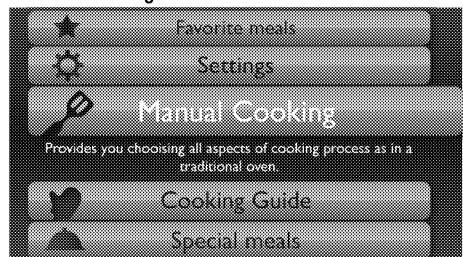 Favorite meals
Settings
Manual Cooking
Provides you chooising all aspects of cooking process as in a
traditional oven.
Cooking Guide
Special meals